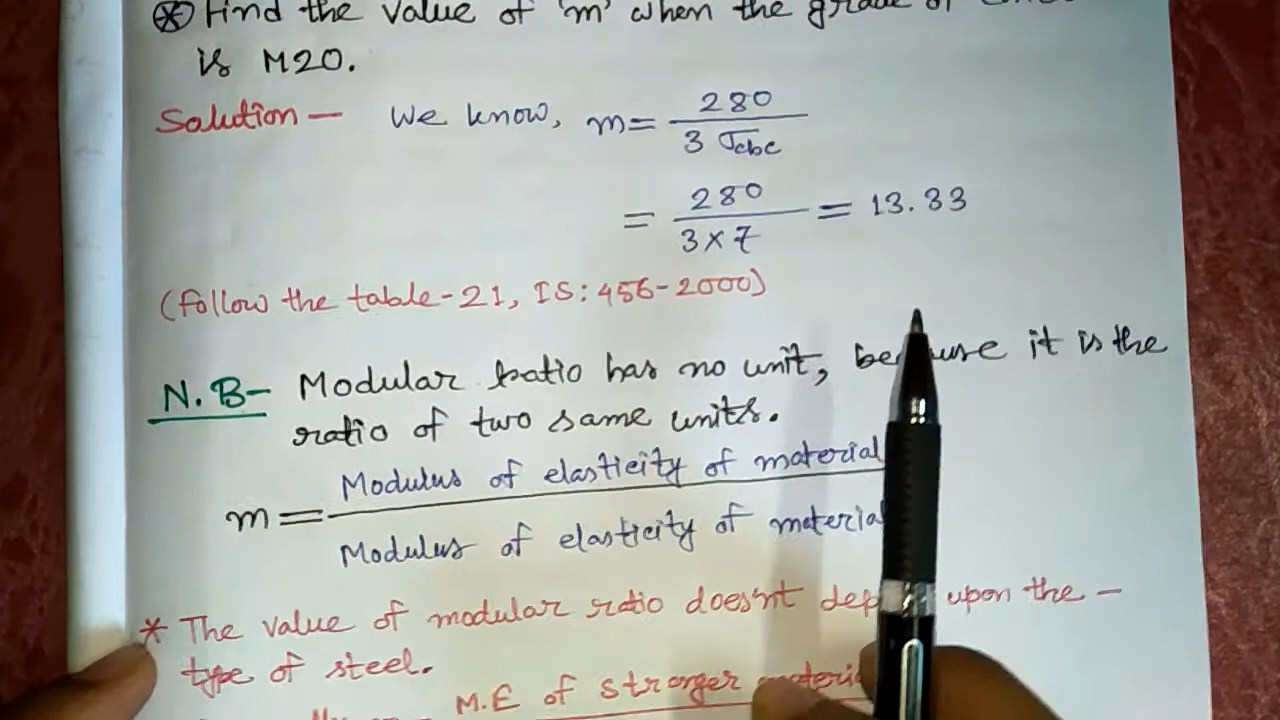 * Find the value of 'm' when the grade of
is M20.
Solution— We know, m = 280 / 3 σcbc
= 280 / 3×7 = 13.33
(Follow the table-21, IS: 456-2000)
N.B- Modular ratio has no unit, because it is the
ratio of two same units.
m = Modulus of elasticity of material / Modulus of elasticity of material
* The value of modular ratio doesn't depend upon the -
type of steel.
M.E of stronger material